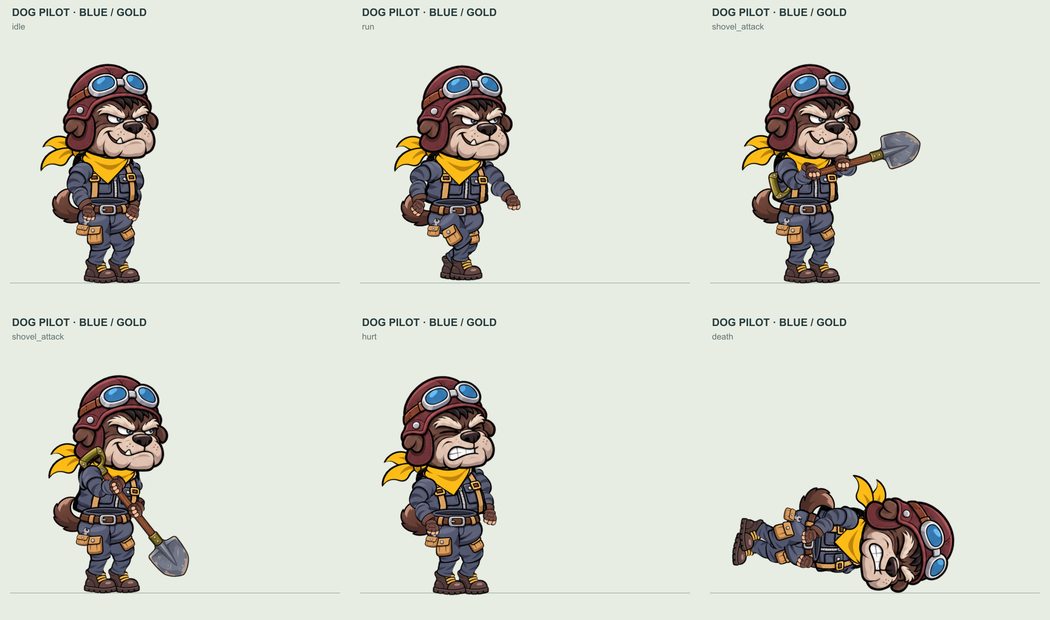 DOG PILOT · BLUE / GOLD
idle
DOG PILOT · BLUE / GOLD
run
DOG PILOT · BLUE / GOLD
shovel_attack
DOG PILOT · BLUE / GOLD
shovel_attack
DOG PILOT · BLUE / GOLD
hurt
DOG PILOT · BLUE / GOLD
death